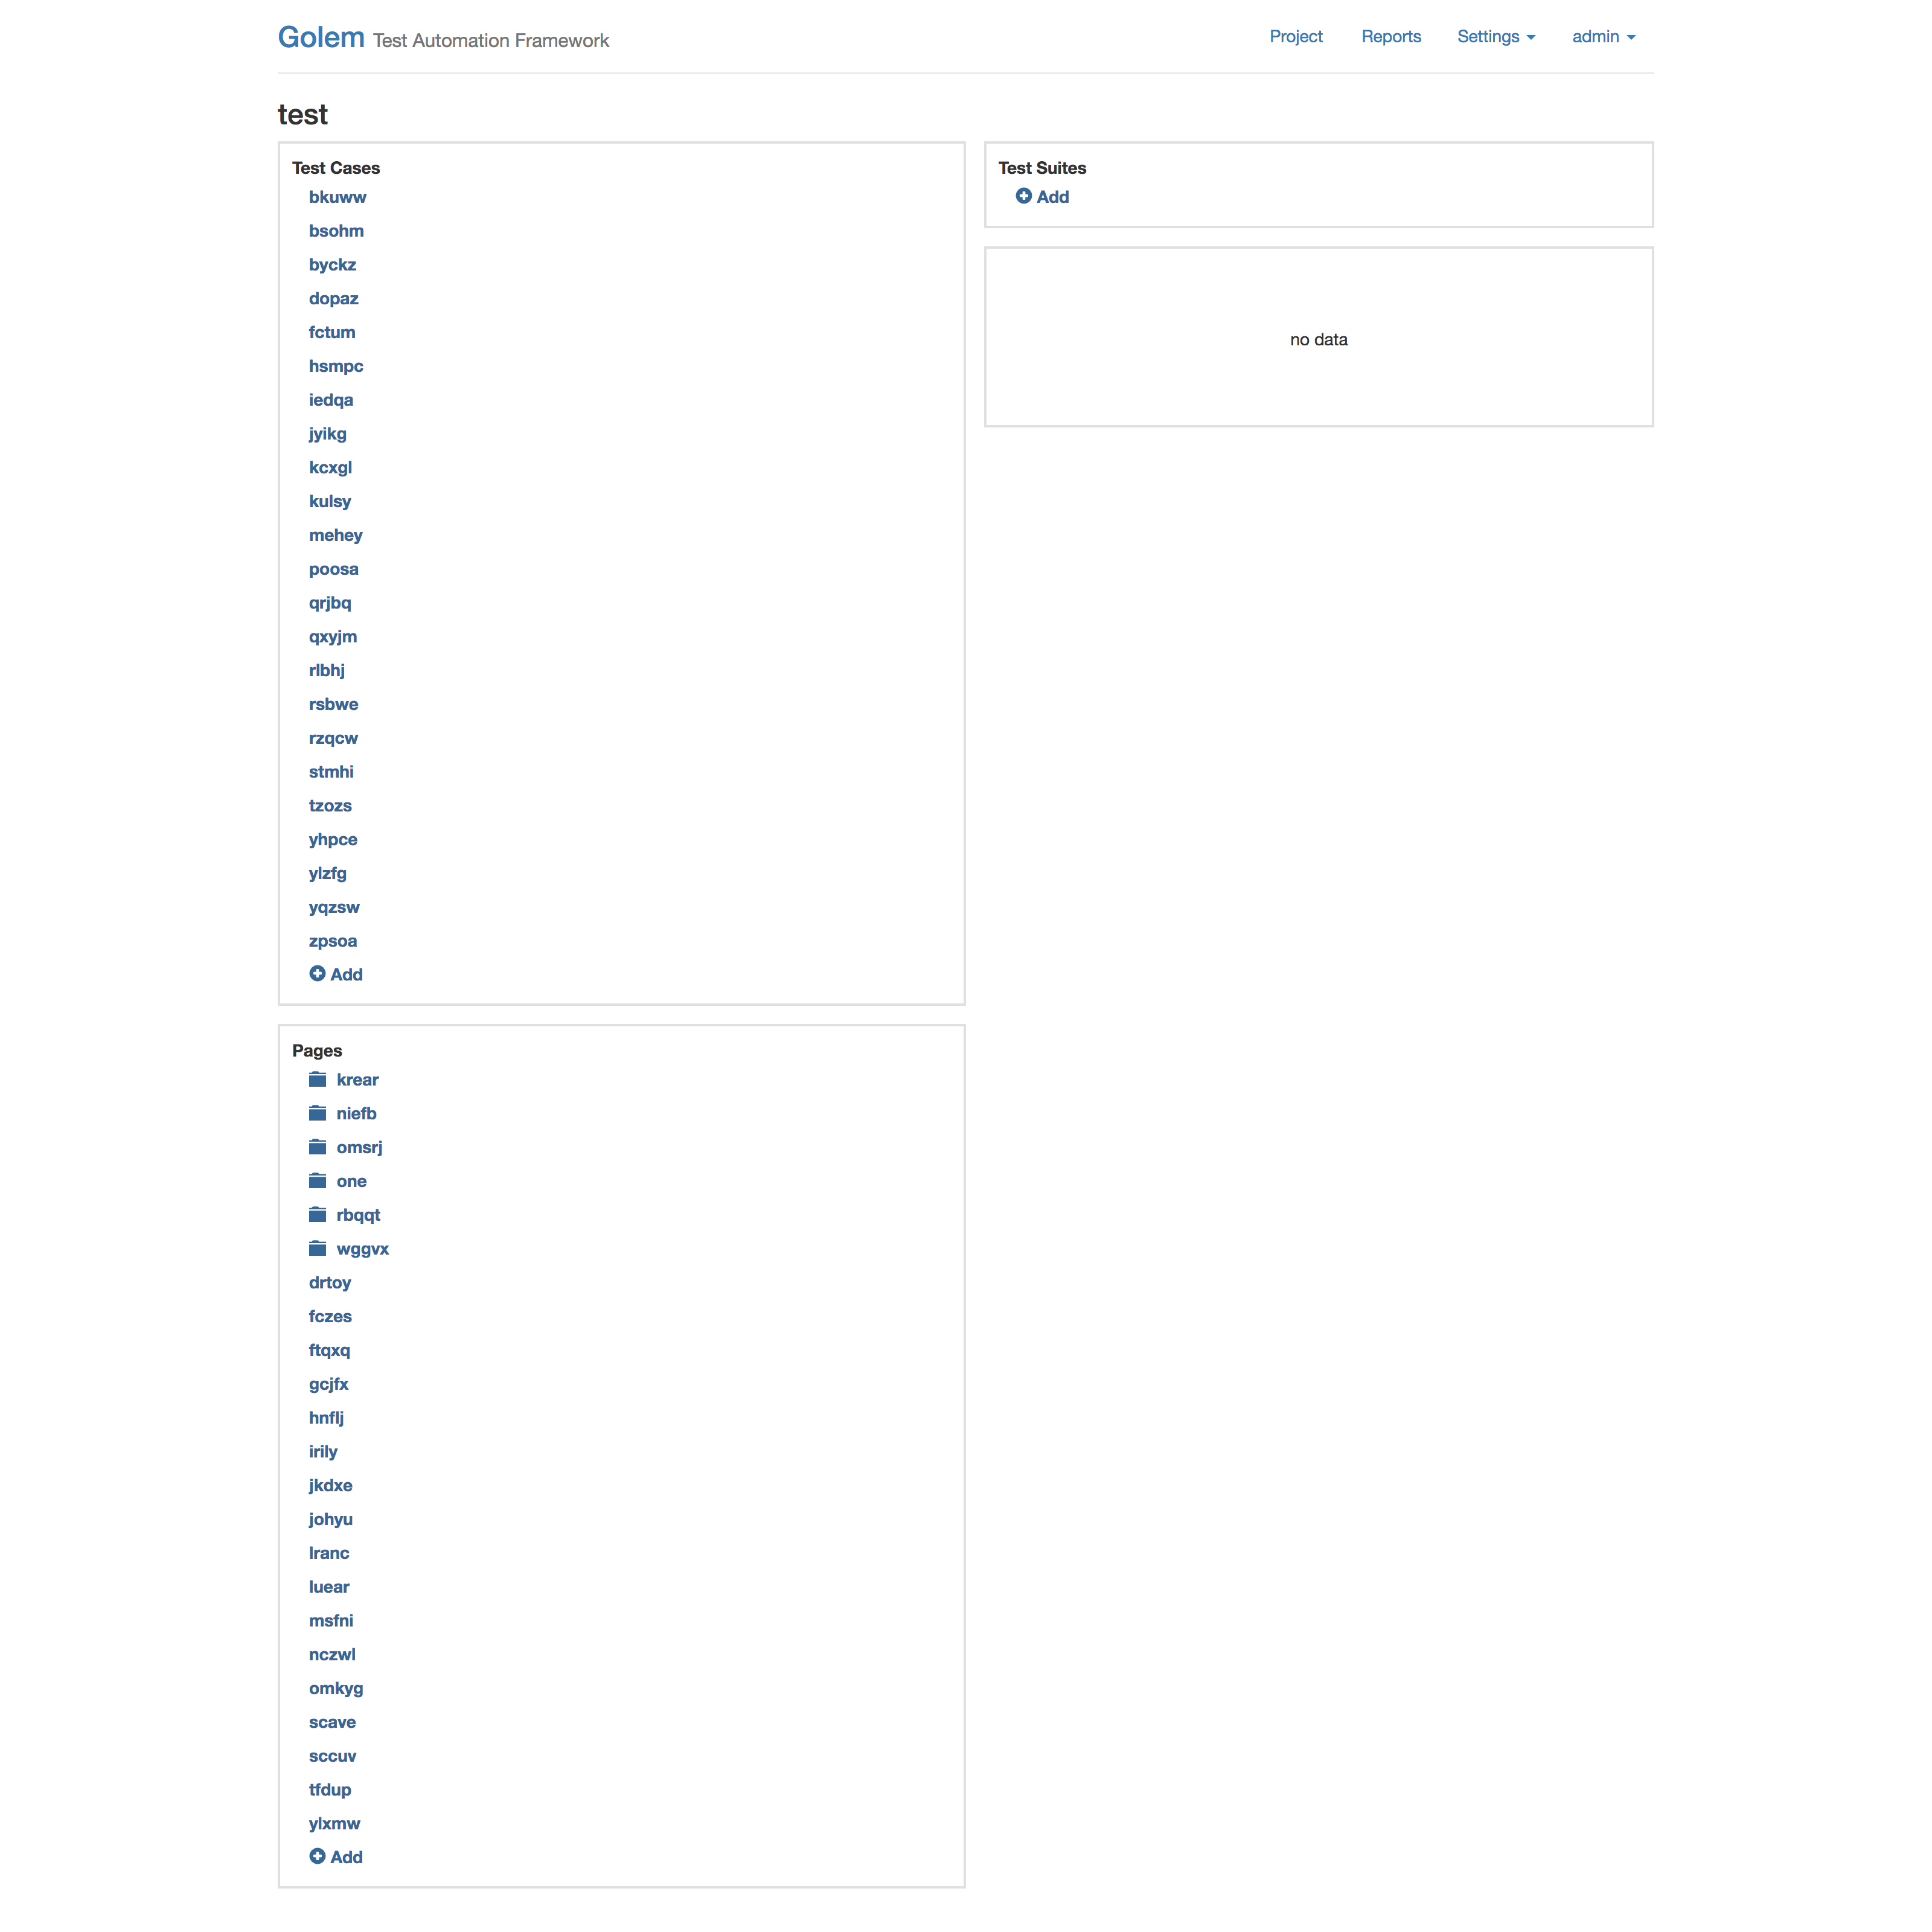 Golem Test Automation Framework
Project Reports Settings admin
test
Test Cases
bkuww
bsohm
byckz
dopaz
fctum
hsmpc
iedqa
jyikg
kcxgl
kulsy
mehey
poosa
qrjbq
qxyjm
rlbhj
rsbwe
rzqcw
stmhi
tzozs
yhpce
ylzfg
yqzsw
zpsoa
Add
Pages
krear
niefb
omsrj
one
rbqqt
wggvx
drtoy
fczes
ftqxq
gcjfx
hnflj
irily
jkdxe
johyu
lranc
luear
msfni
nczwl
omkyg
scave
sccuv
tfdup
ylxmw
Add
Test Suites
Add
no data